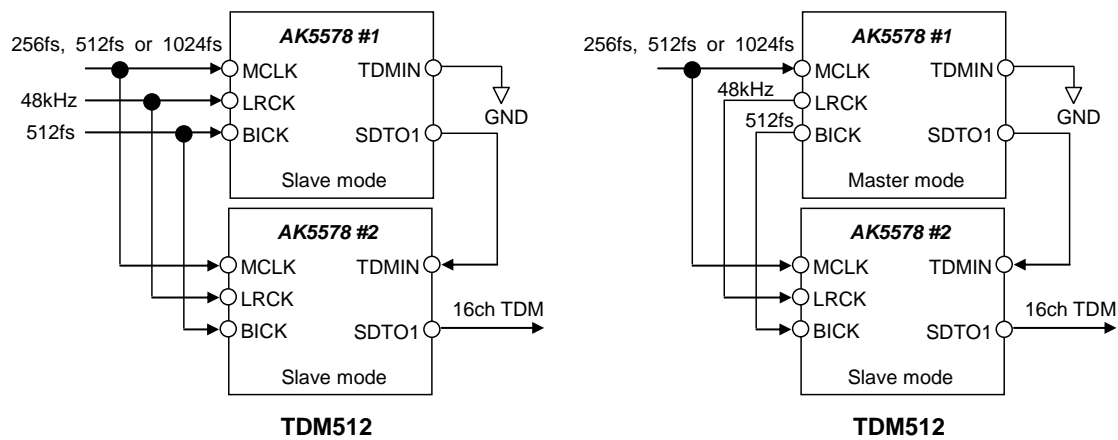 256fs, 512fs or 1024fs
48kHz
512fs
AK5578 #1
MCLK
LRCK
BICK
TDMIN
SDTO1
GND
Slave mode
AK5578 #2
MCLK
LRCK
BICK
TDMIN
SDTO1
16ch TDM
Slave mode
TDM512
256fs, 512fs or 1024fs
48kHz
512fs
AK5578 #1
MCLK
LRCK
BICK
TDMIN
SDTO1
GND
Master mode
AK5578 #2
MCLK
LRCK
BICK
TDMIN
SDTO1
16ch TDM
Slave mode
TDM512